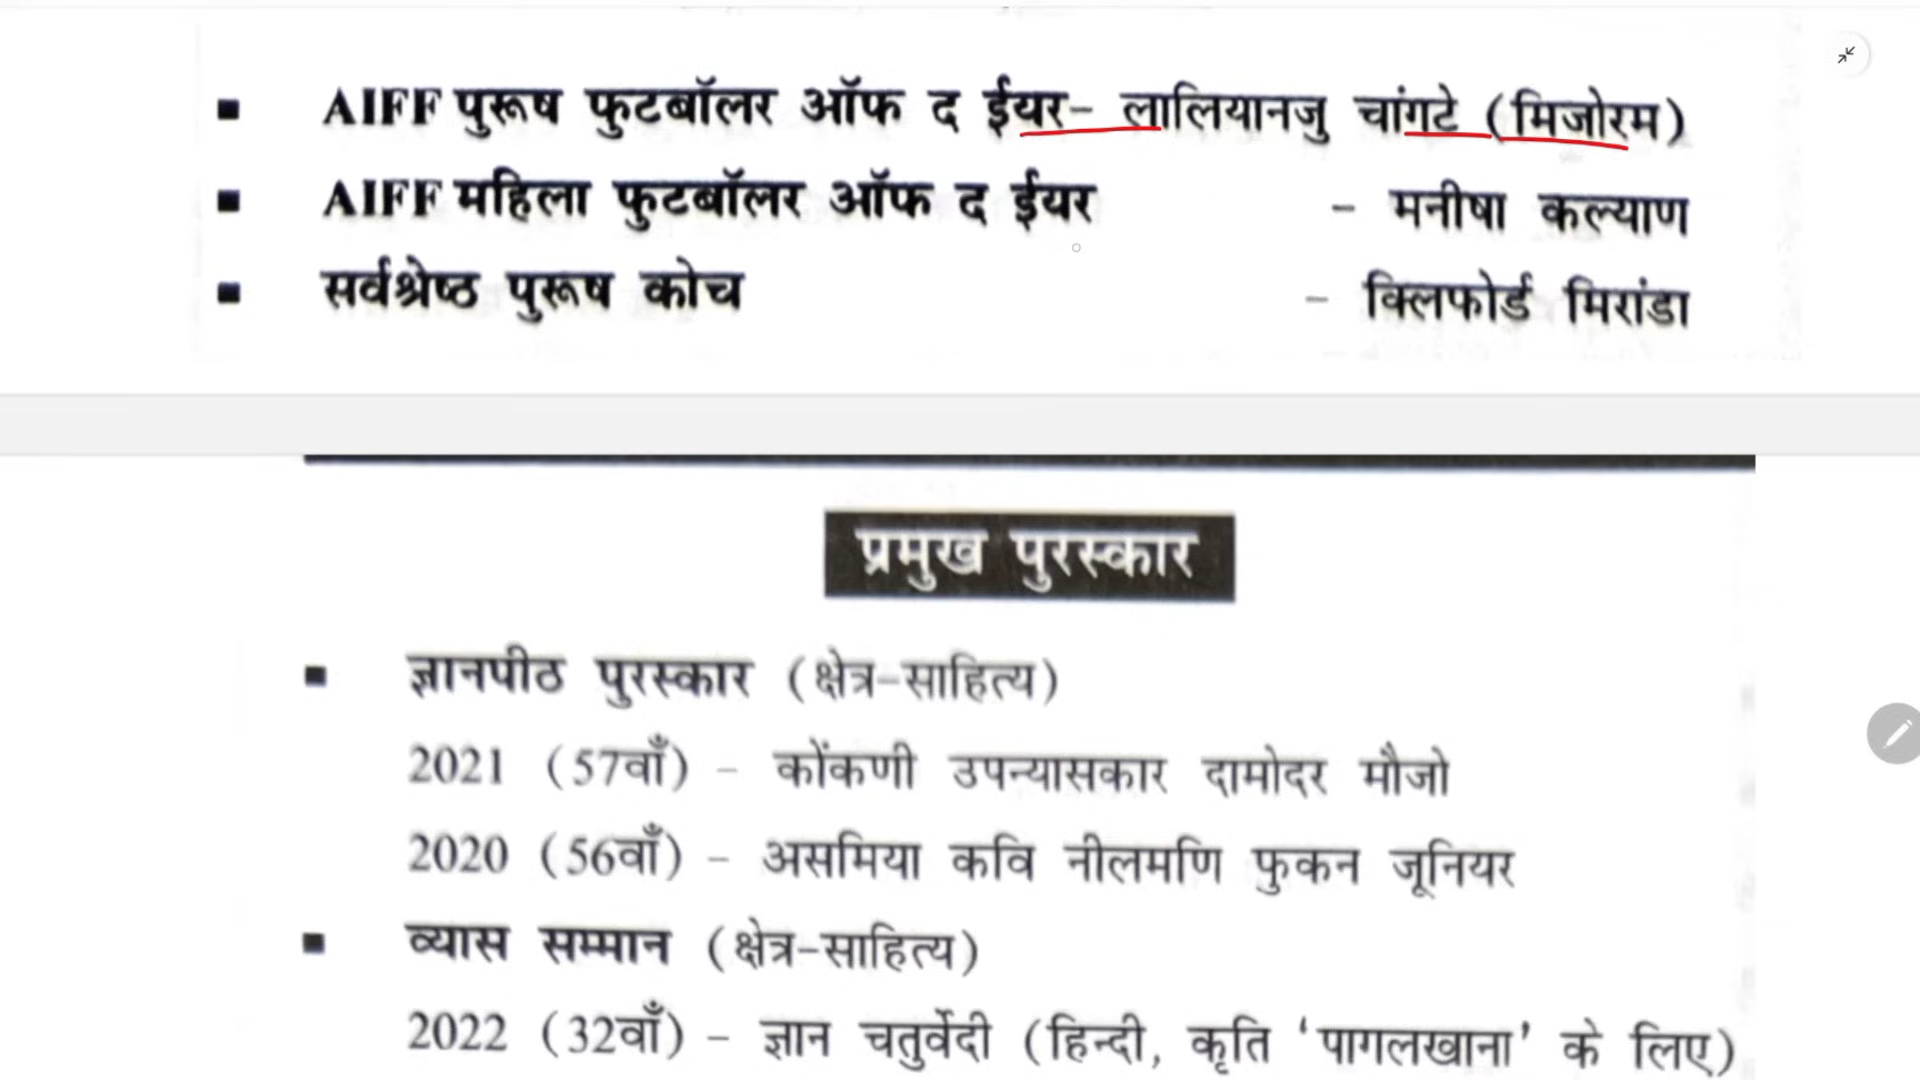 AIFF पुरूष फुटबॉलर ऑफ द ईयर- लालियानजु चांगटे (मिजोरम)
AIFF महिला फुटबॉलर ऑफ द ईयर - मनीषा कल्याण
सर्वश्रेष्ठ पुरूष कोच - क्लिफोर्ड मिरांडा
प्रमुख पुरस्कार
ज्ञानपीठ पुरस्कार (क्षेत्र-साहित्य)
2021 (57वाँ) - कोंकणी उपन्यासकार दामोदर मौजो
2020 (56वाँ) - असमिया कवि नीलमणि फुकन जूनियर
व्यास सम्मान (क्षेत्र-साहित्य)
2022 (32वाँ) - ज्ञान चतुर्वेदी (हिन्दी, कृति 'पागलखाना' के लिए)